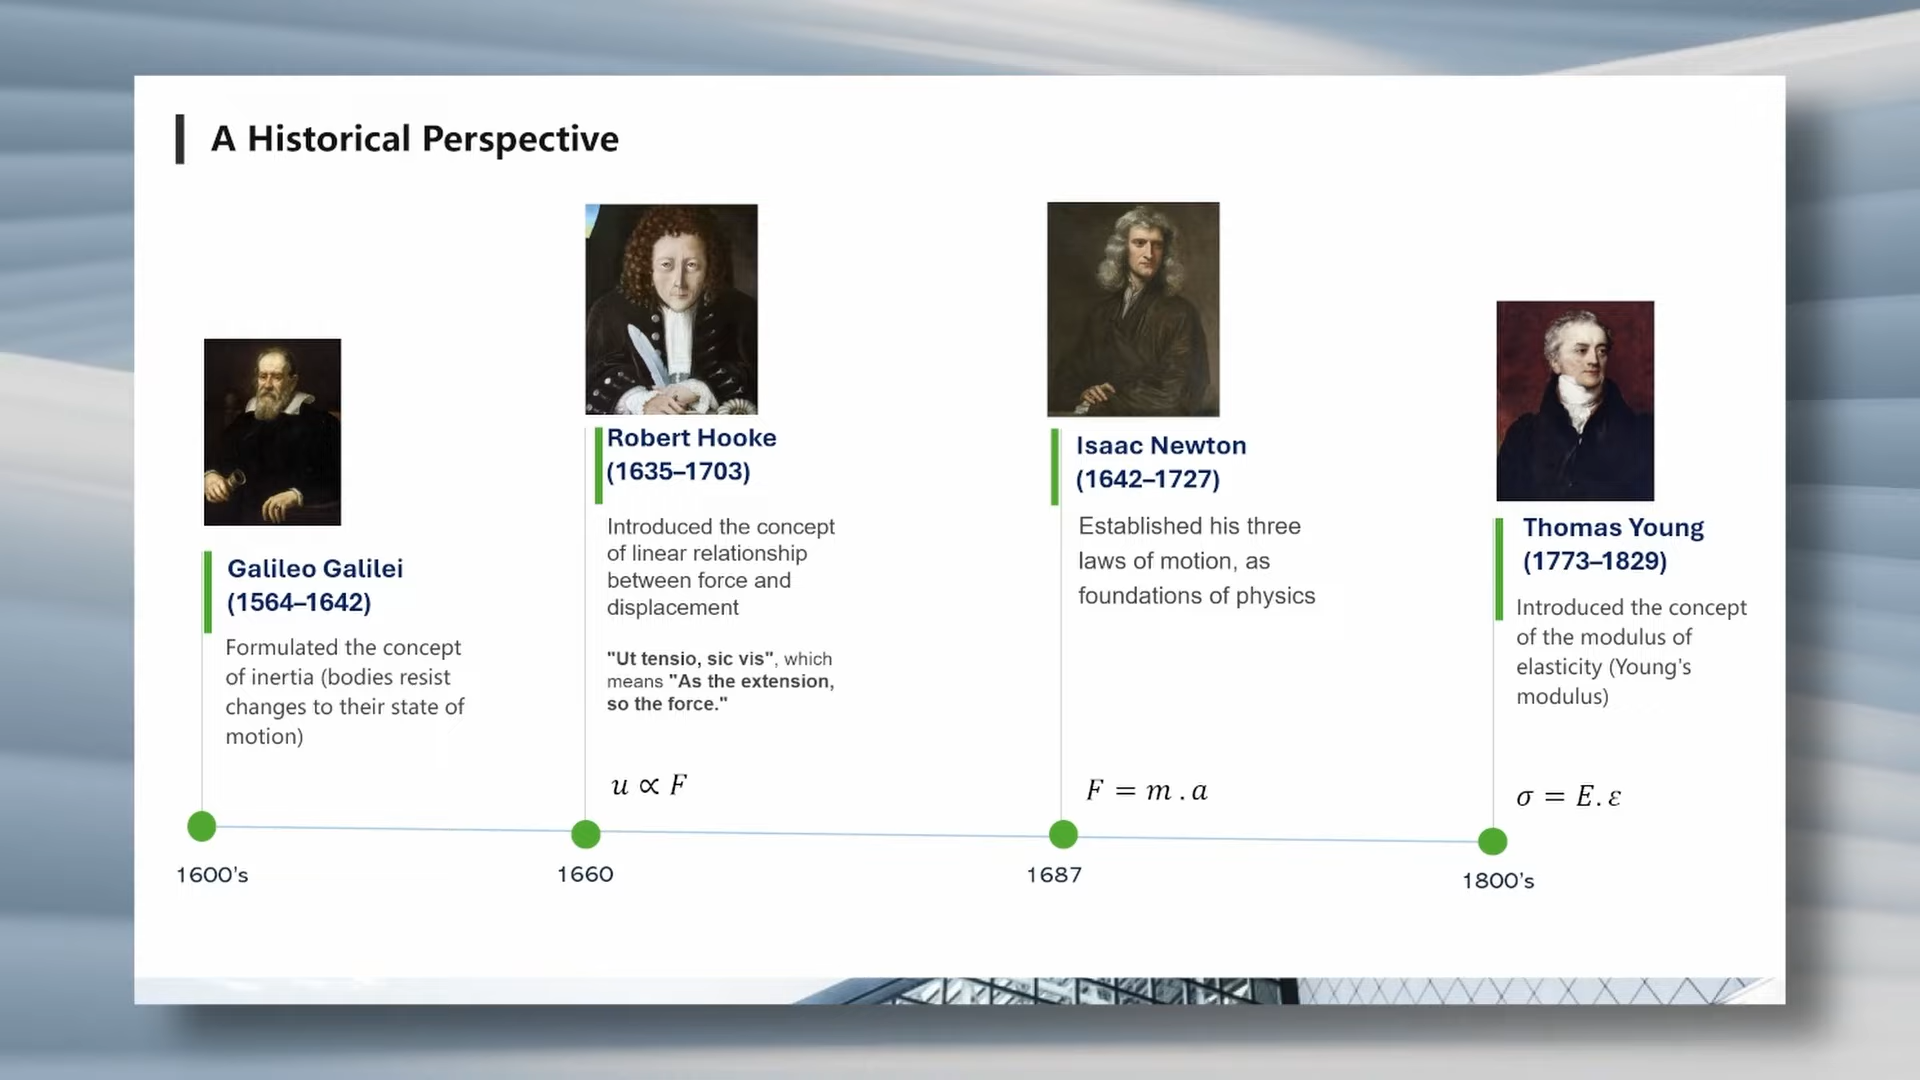 A Historical Perspective
Galileo Galilei
(1564–1642)
Formulated the concept
of inertia (bodies resist
changes to their state of
motion)
1600's
Robert Hooke
(1635–1703)
Introduced the concept
of linear relationship
between force and
displacement
"Ut tensio, sic vis", which
means "As the extension,
so the force."
u ∝ F
1660
Isaac Newton
(1642–1727)
Established his three
laws of motion, as
foundations of physics
F = m . a
1687
Thomas Young
(1773–1829)
Introduced the concept
of the modulus of
elasticity (Young's
modulus)
σ = E. ε
1800's